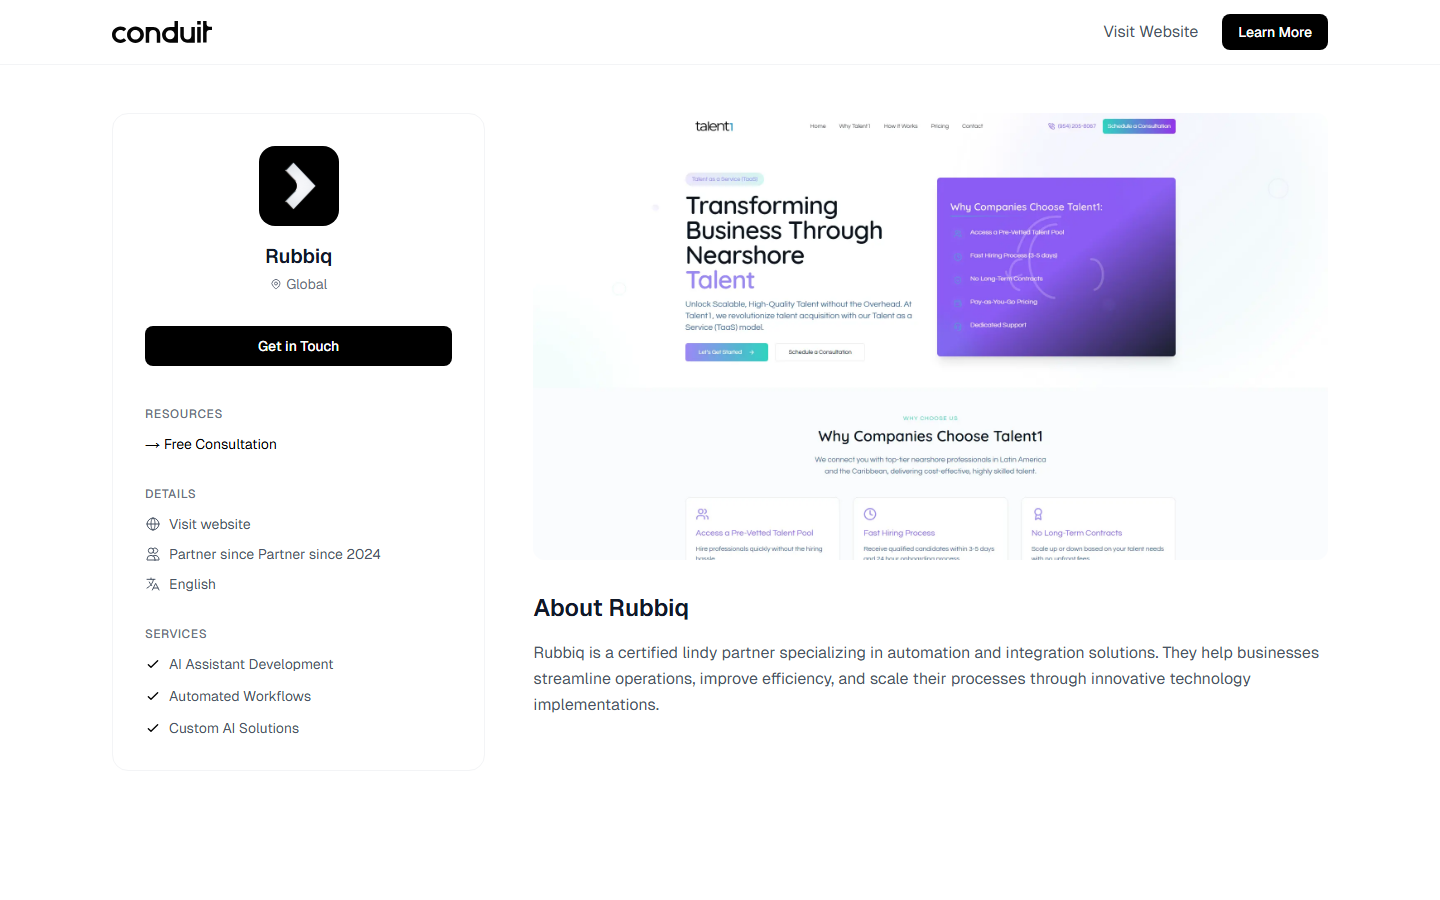 conduit
Visit Website
Learn More
Rubbiq
Global
Get in Touch
RESOURCES
→ Free Consultation
DETAILS
Visit website
Partner since Partner since 2024
English
SERVICES
AI Assistant Development
Automated Workflows
Custom AI Solutions
talent1
Home
Why Talent1
How It Works
Pricing
Contact
Schedule a Consultation
Talent as a Service (TaaS)
Transforming
Business Through
Nearshore
Talent
Unlock Scalable, High-Quality Talent without the Overhead. At
Talent1, we revolutionize talent acquisition with our Talent as a
Service (TaaS) model.
Let's Get Started →
Schedule a Consultation
Why Companies Choose Talent1:
Access a Pre-Vetted Talent Pool
Fast Hiring Process (3-5 days)
No Long-Term Contracts
Pay-as-You-Go Pricing
Dedicated Support
WHY CHOOSE US
Why Companies Choose Talent1
We connect you with top-tier nearshore professionals in Latin America
and the Caribbean, delivering cost-effective, highly skilled talent.
Access a Pre-Vetted Talent Pool
Hire professionals quickly without the hiring
hassle.
Fast Hiring Process
Receive qualified candidates within 3-5 days
and 24 hour onboarding process.
No Long-Term Contracts
Scale up or down based on your talent needs
with no upfront fees.
About Rubbiq
Rubbiq is a certified lindy partner specializing in automation and integration solutions. They help businesses
streamline operations, improve efficiency, and scale their processes through innovative technology
implementations.